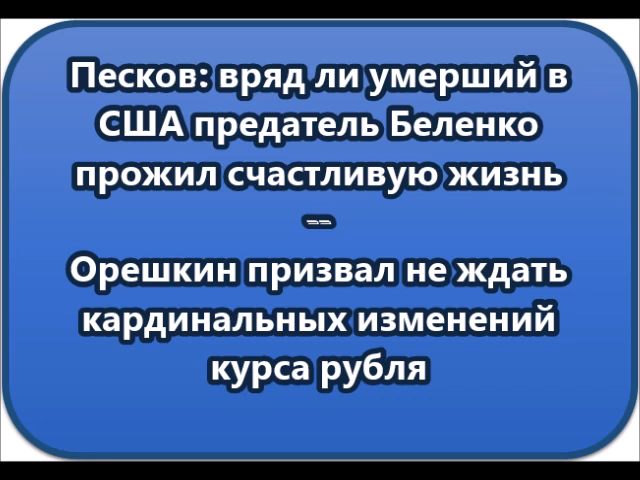 Песков: вряд ли умерший в
США предатель Беленко
прожил счастливую жизнь
--
Орешкин призвал не ждать
кардинальных изменений
курса рубля